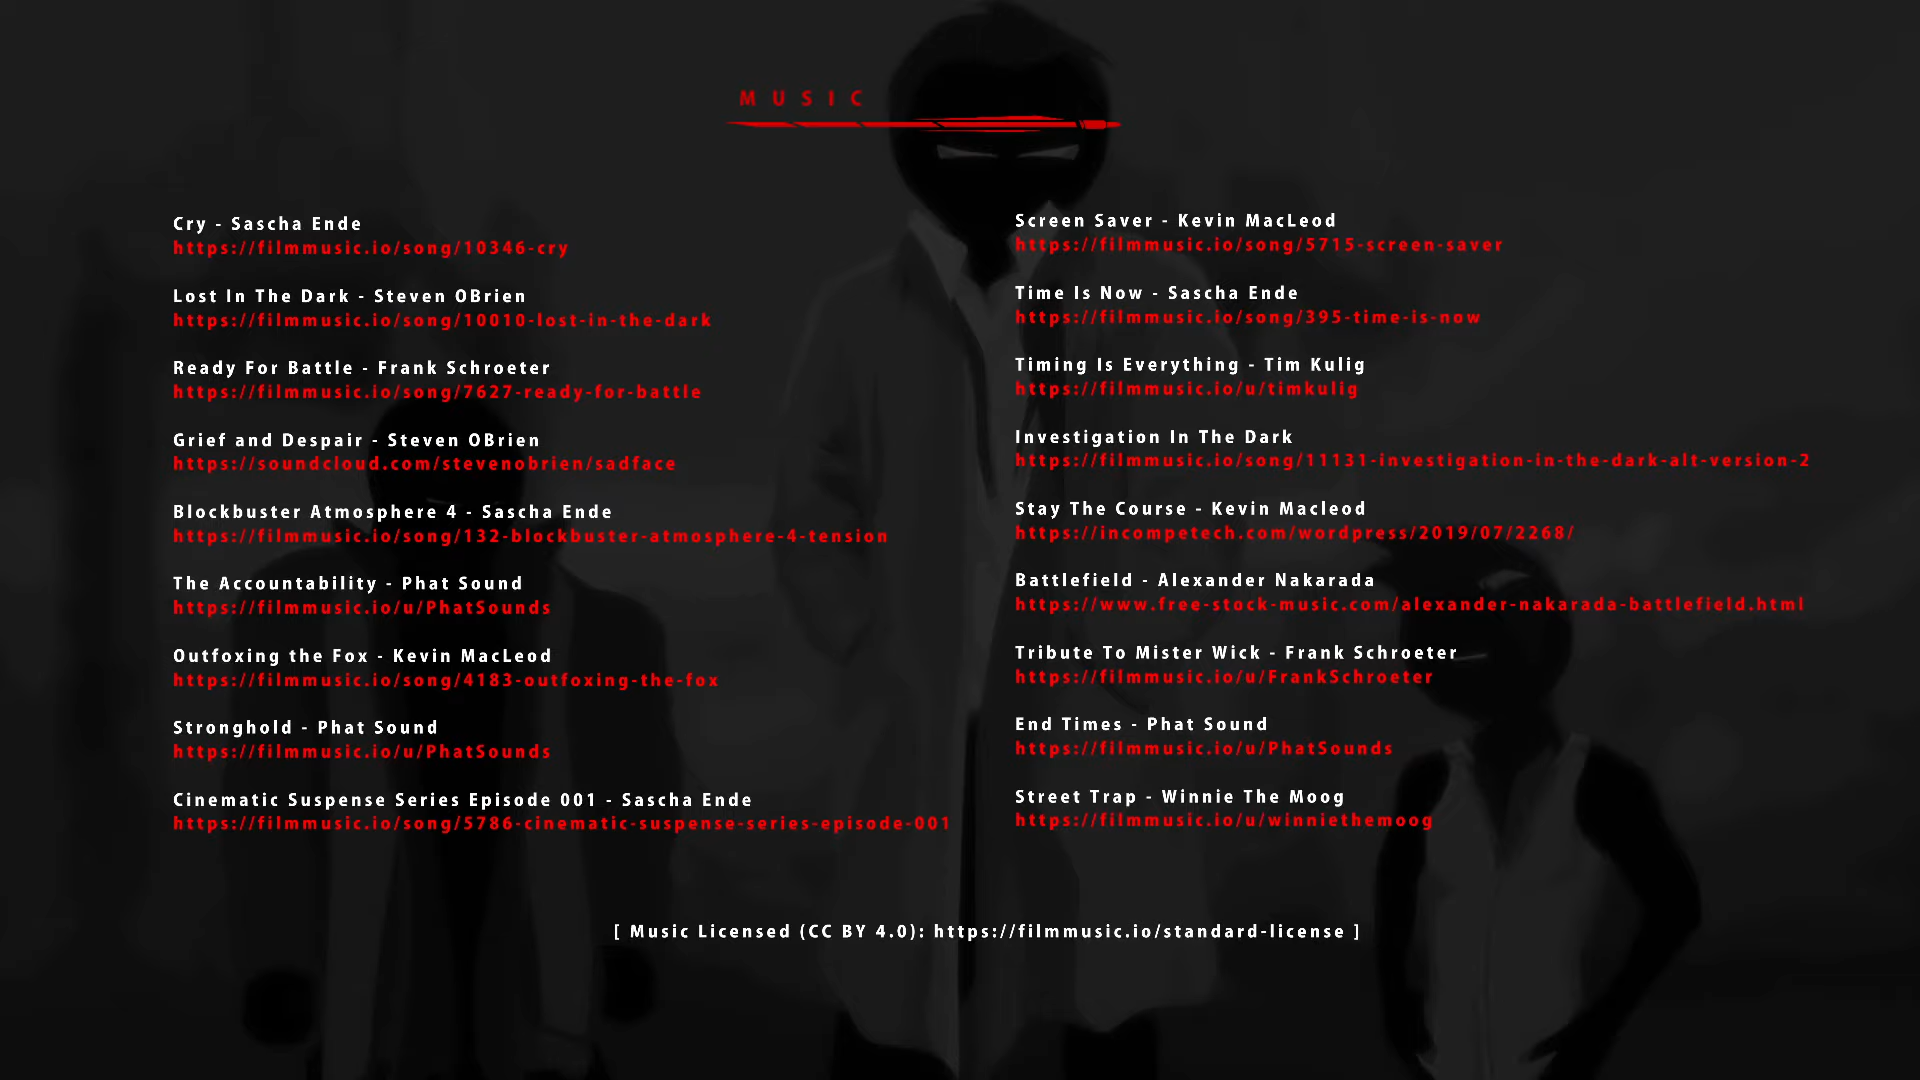 MUSIC
Cry - Sascha Ende
https://filmmusic.io/song/10346-cry
Lost In The Dark - Steven OBrien
https://filmmusic.io/song/10010-lost-in-the-dark
Ready For Battle - Frank Schroeter
https://filmmusic.io/song/7627-ready-for-battle
Grief and Despair - Steven OBrien
https://soundcloud.com/stevenobrien/sadface
Blockbuster Atmosphere 4 - Sascha Ende
https://filmmusic.io/song/132-blockbuster-atmosphere-4-tension
The Accountability - Phat Sound
https://filmmusic.io/u/PhatSounds
Outfoxing the Fox - Kevin MacLeod
https://filmmusic.io/song/4183-outfoxing-the-fox
Stronghold - Phat Sound
https://filmmusic.io/u/PhatSounds
Cinematic Suspense Series Episode 001 - Sascha Ende
https://filmmusic.io/song/5786-cinematic-suspense-series-episode-001
Screen Saver - Kevin MacLeod
https://filmmusic.io/song/5715-screen-saver
Time Is Now - Sascha Ende
https://filmmusic.io/song/395-time-is-now
Timing Is Everything - Tim Kulig
https://filmmusic.io/u/timkulig
Investigation In The Dark
https://filmmusic.io/song/11131-investigation-in-the-dark-alt-version-2
Stay The Course - Kevin Macleod
https://incompetech.com/wordpress/2019/07/2268/
Battlefield - Alexander Nakarada
https://www.free-stock-music.com/alexander-nakarada-battlefield.html
Tribute To Mister Wick - Frank Schroeter
https://filmmusic.io/u/FrankSchroeter
End Times - Phat Sound
https://filmmusic.io/u/PhatSounds
Street Trap - Winnie The Moog
https://filmmusic.io/u/winniethemoog
[ Music Licensed (CC BY 4.0): https://filmmusic.io/standard-license ]